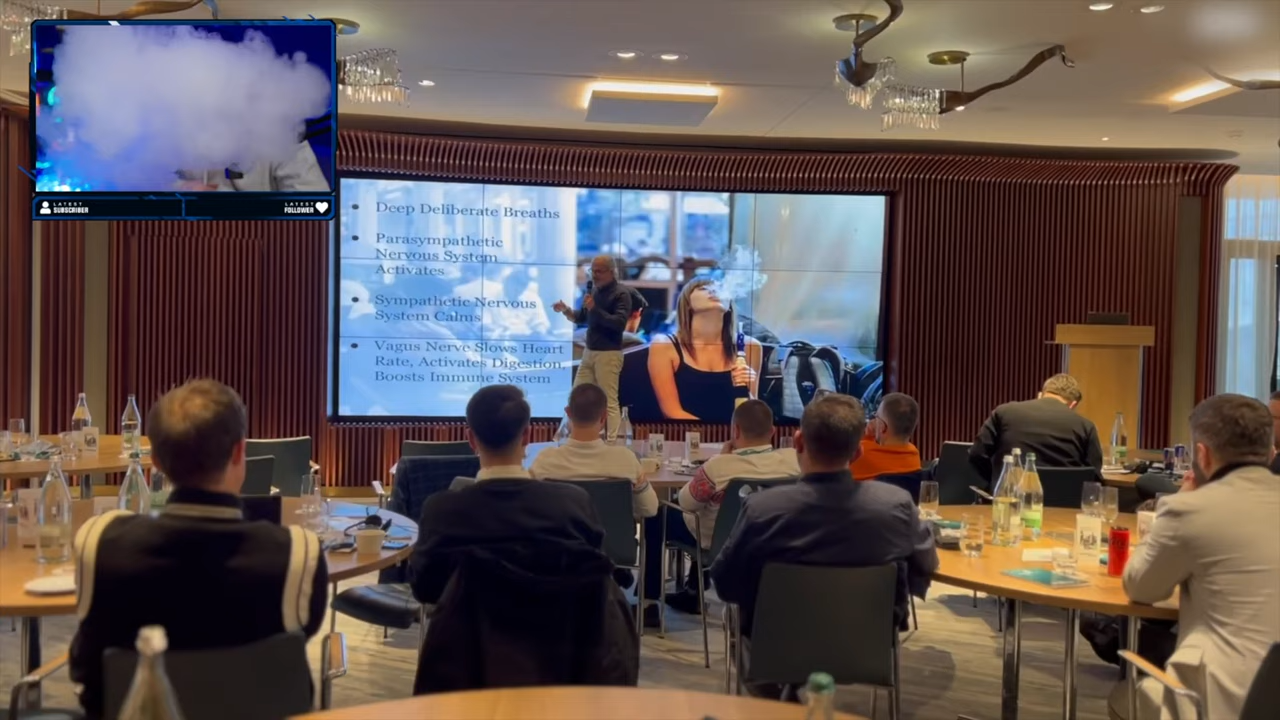 LATEST
SUBSCRIBER
LATEST
FOLLOWER
Deep Deliberate Breaths
Parasympathetic
Nervous System
Activates
Sympathetic Nervous
System Calms
Vagus Nerve Slows Heart
Rate, Activates Digestion,
Boosts Immune System